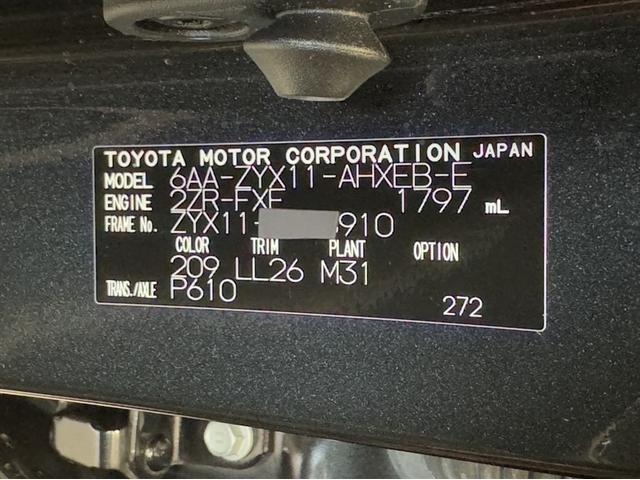 TOYOTA MOTOR CORPORATION JAPAN
MODEL 6AA-ZYX11-AHXEB-E
ENGINE 2ZR-FXE 1797 mL
FRAME No. ZYX11- 910
COLOR TRIM PLANT OPTION
209 LL26 M31
TRANS./AXLE P610
272